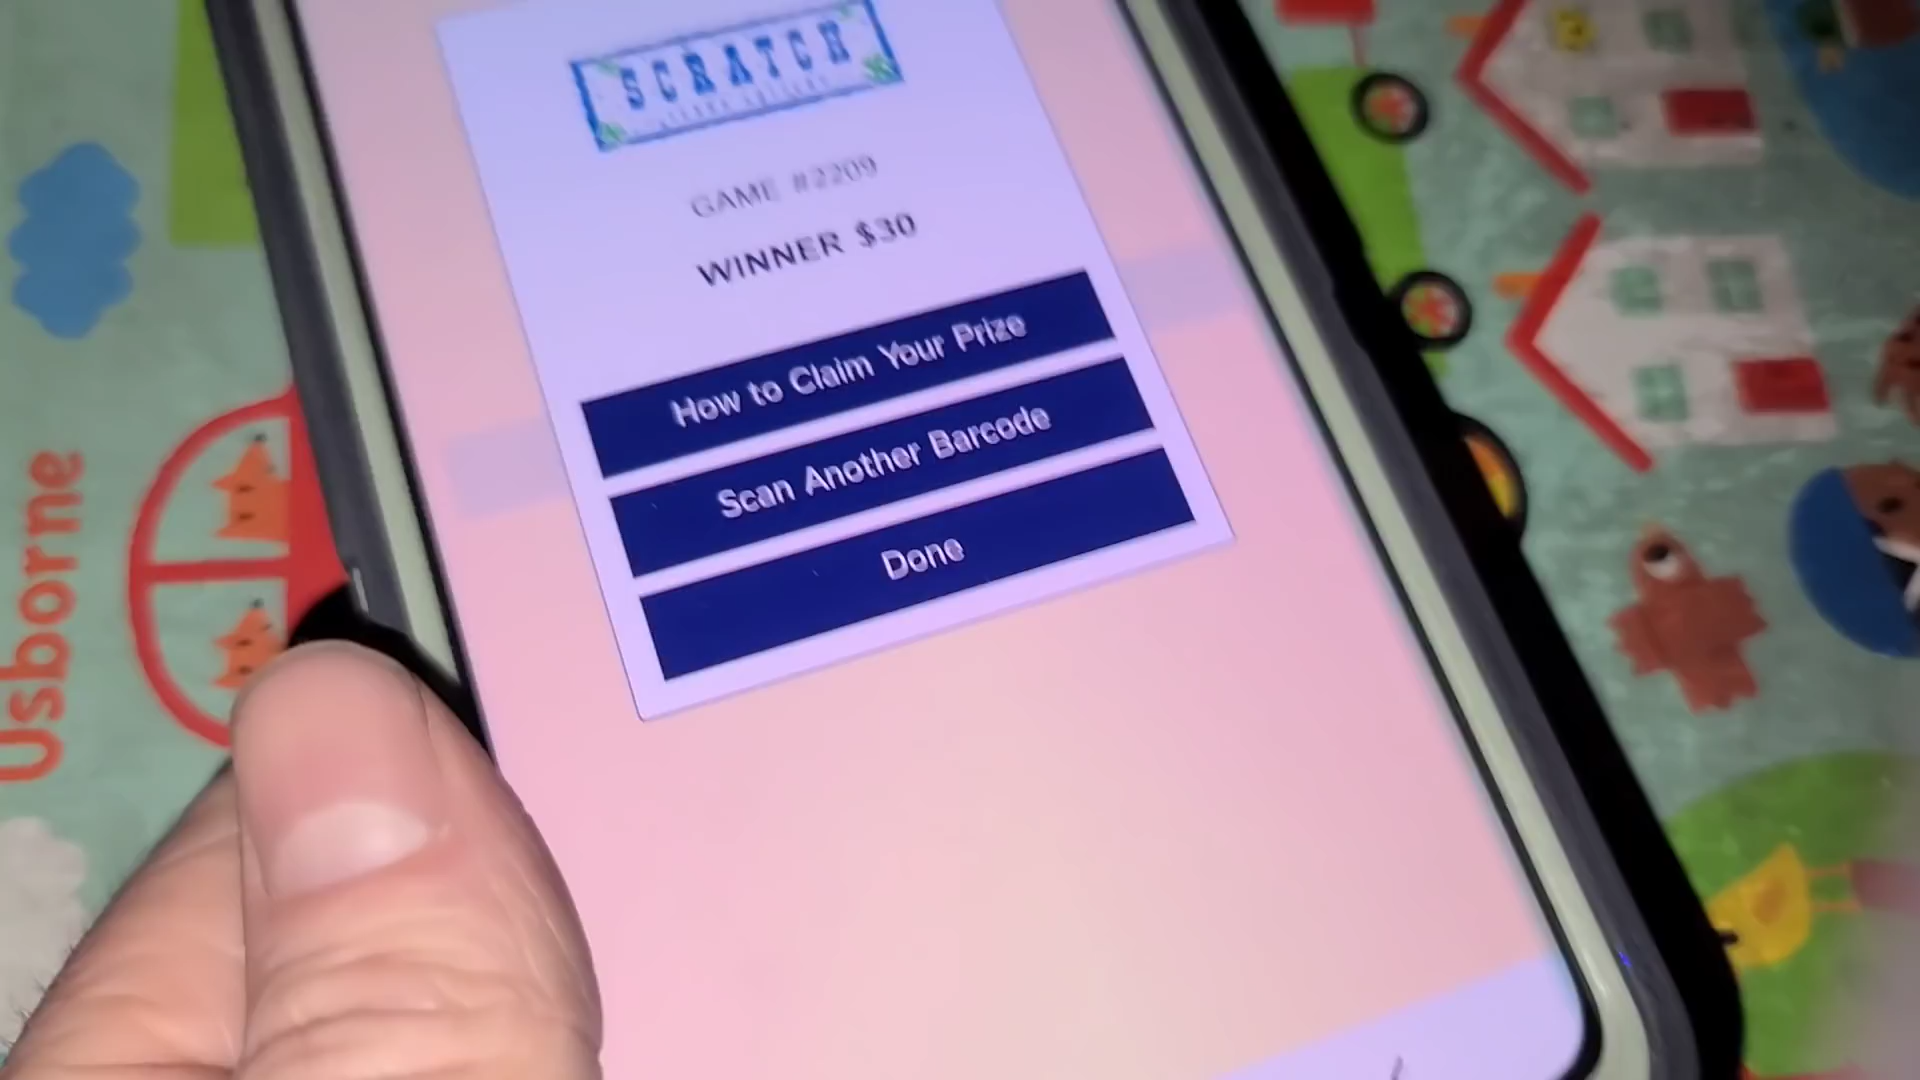 SCRATCH
GAME #2209
WINNER $30
How to Claim Your Prize
Scan Another Barcode
Done
Usborne